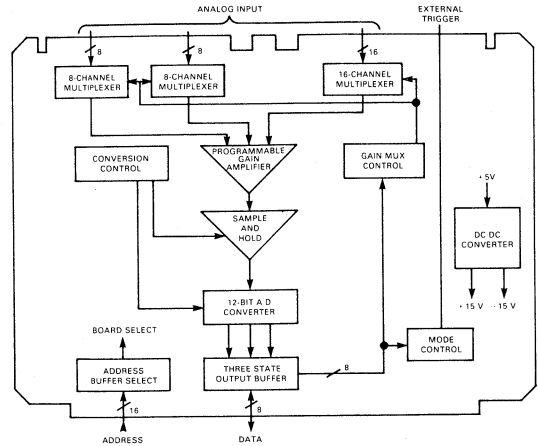 ANALOG INPUT
EXTERNAL
TRIGGER
8
8
16
8-CHANNEL
MULTIPLEXER
8-CHANNEL
MULTIPLEXER
16-CHANNEL
MULTIPLEXER
CONVERSION
CONTROL
PROGRAMMABLE
GAIN
AMPLIFIER
GAIN MUX
CONTROL
+5V
SAMPLE
AND
HOLD
DC-DC
CONVERTER
12-BIT A D
CONVERTER
+15 V
-15 V
BOARD SELECT
MODE
CONTROL
ADDRESS
BUFFER SELECT
THREE STATE
OUTPUT BUFFER
8
16
8
ADDRESS
DATA